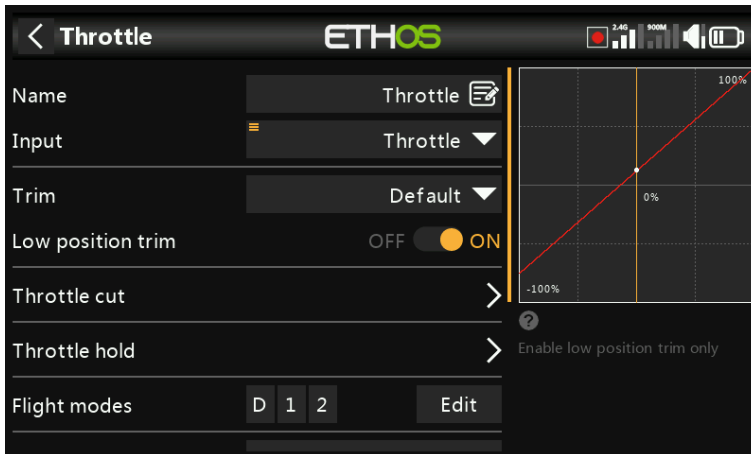 Throttle ETHOS 2.4G 900M
Name Throttle
Input Throttle
Trim Default
Low position trim OFF ON
Throttle cut
Throttle hold
Flight modes D 1 2 Edit
100%
0%
-100%
?
Enable low position trim only